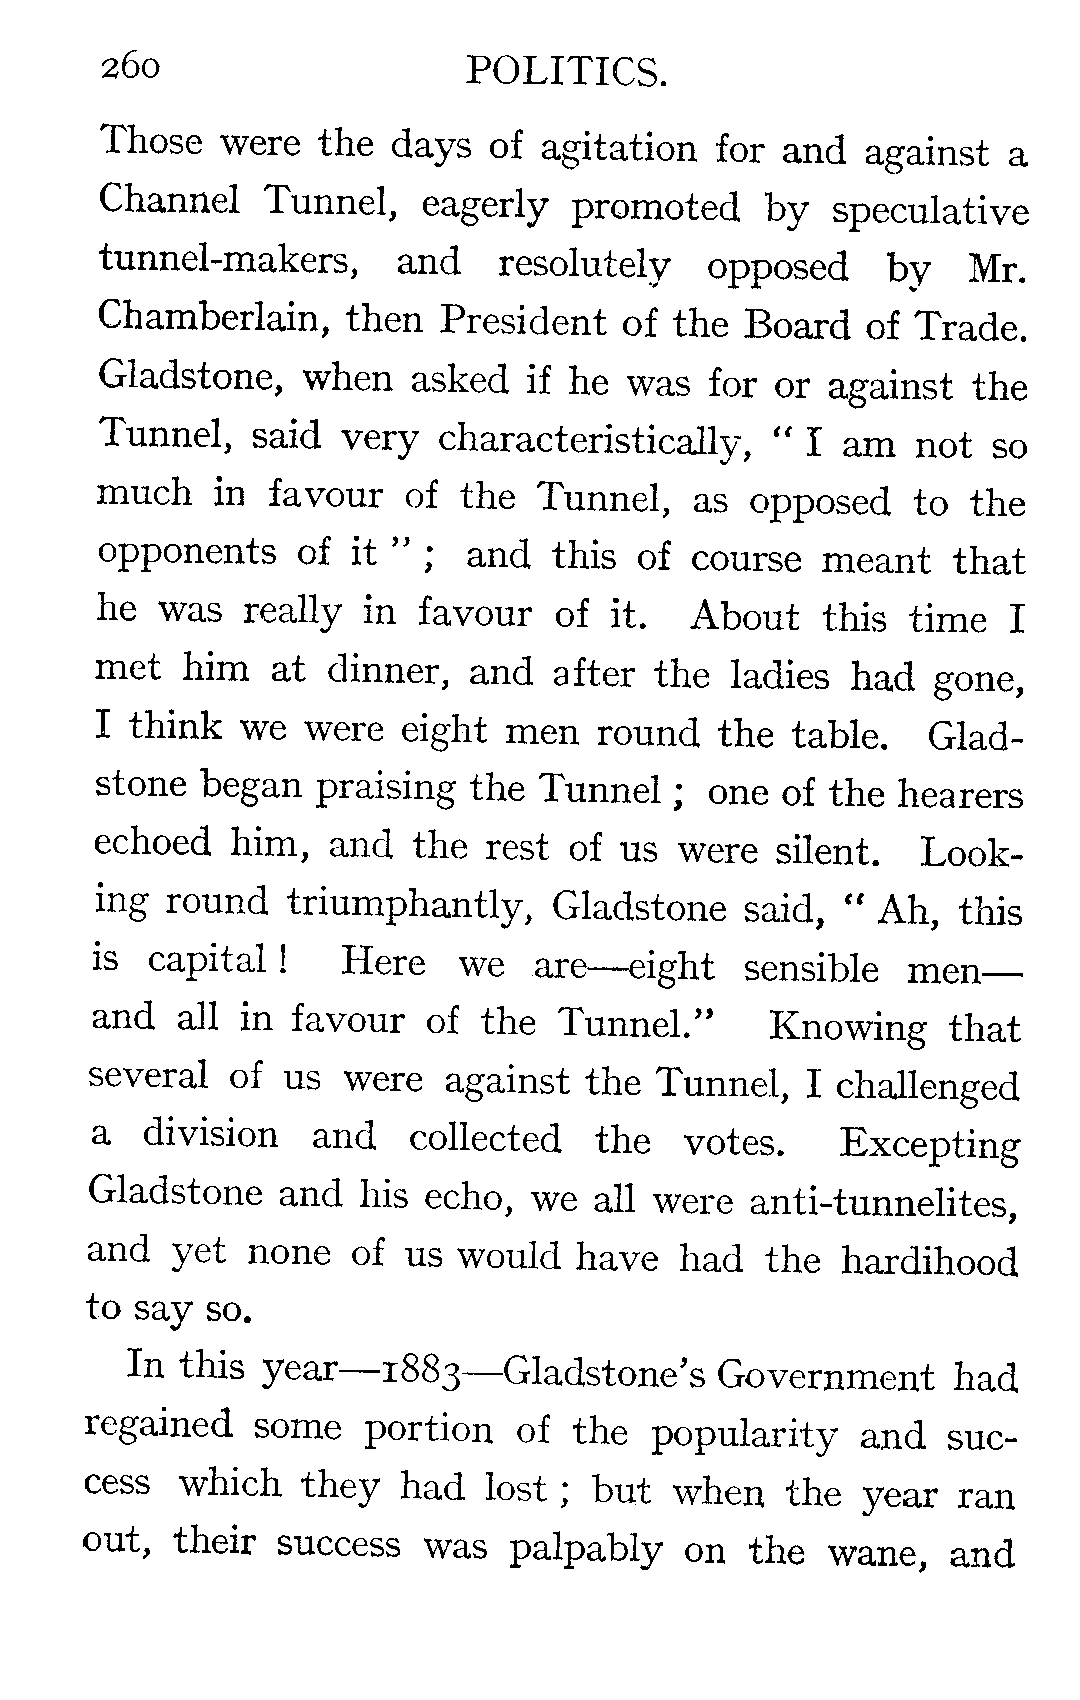 260 POLITICS.
Those were the days of agitation for and against a
Channel Tunnel, eagerly promoted by speculative
tunnel-makers, and resolutely opposed by Mr.
Chamberlain, then President of the Board of Trade.
Gladstone, when asked if he was for or against the
Tunnel, said very characteristically, “ I am not so
much in favour of the Tunnel, as opposed to the
opponents of it ” ; and this of course meant that
he was really in favour of it. About this time I
met him at dinner, and after the ladies had gone,
I think we were eight men round the table. Glad-
stone began praising the Tunnel ; one of the hearers
echoed him, and the rest of us were silent. Look-
ing round triumphantly, Gladstone said, “ Ah, this
is capital ! Here we are—eight sensible men—
and all in favour of the Tunnel.” Knowing that
several of us were against the Tunnel, I challenged
a division and collected the votes. Excepting
Gladstone and his echo, we all were anti-tunnelites,
and yet none of us would have had the hardihood
to say so.
In this year—1883—Gladstone’s Government had
regained some portion of the popularity and suc-
cess which they had lost ; but when the year ran
out, their success was palpably on the wane, and